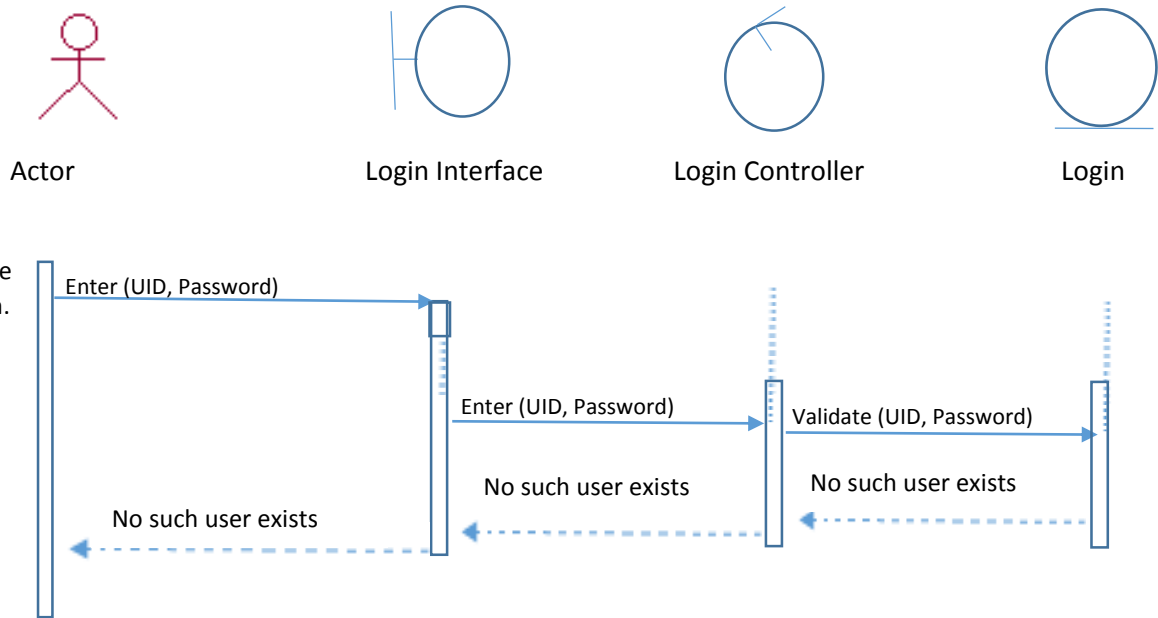 Actor
Login Interface
Login Controller
Login
e
Enter (UID, Password)
.
Enter (UID, Password)
Validate (UID, Password)
No such user exists
No such user exists
No such user exists